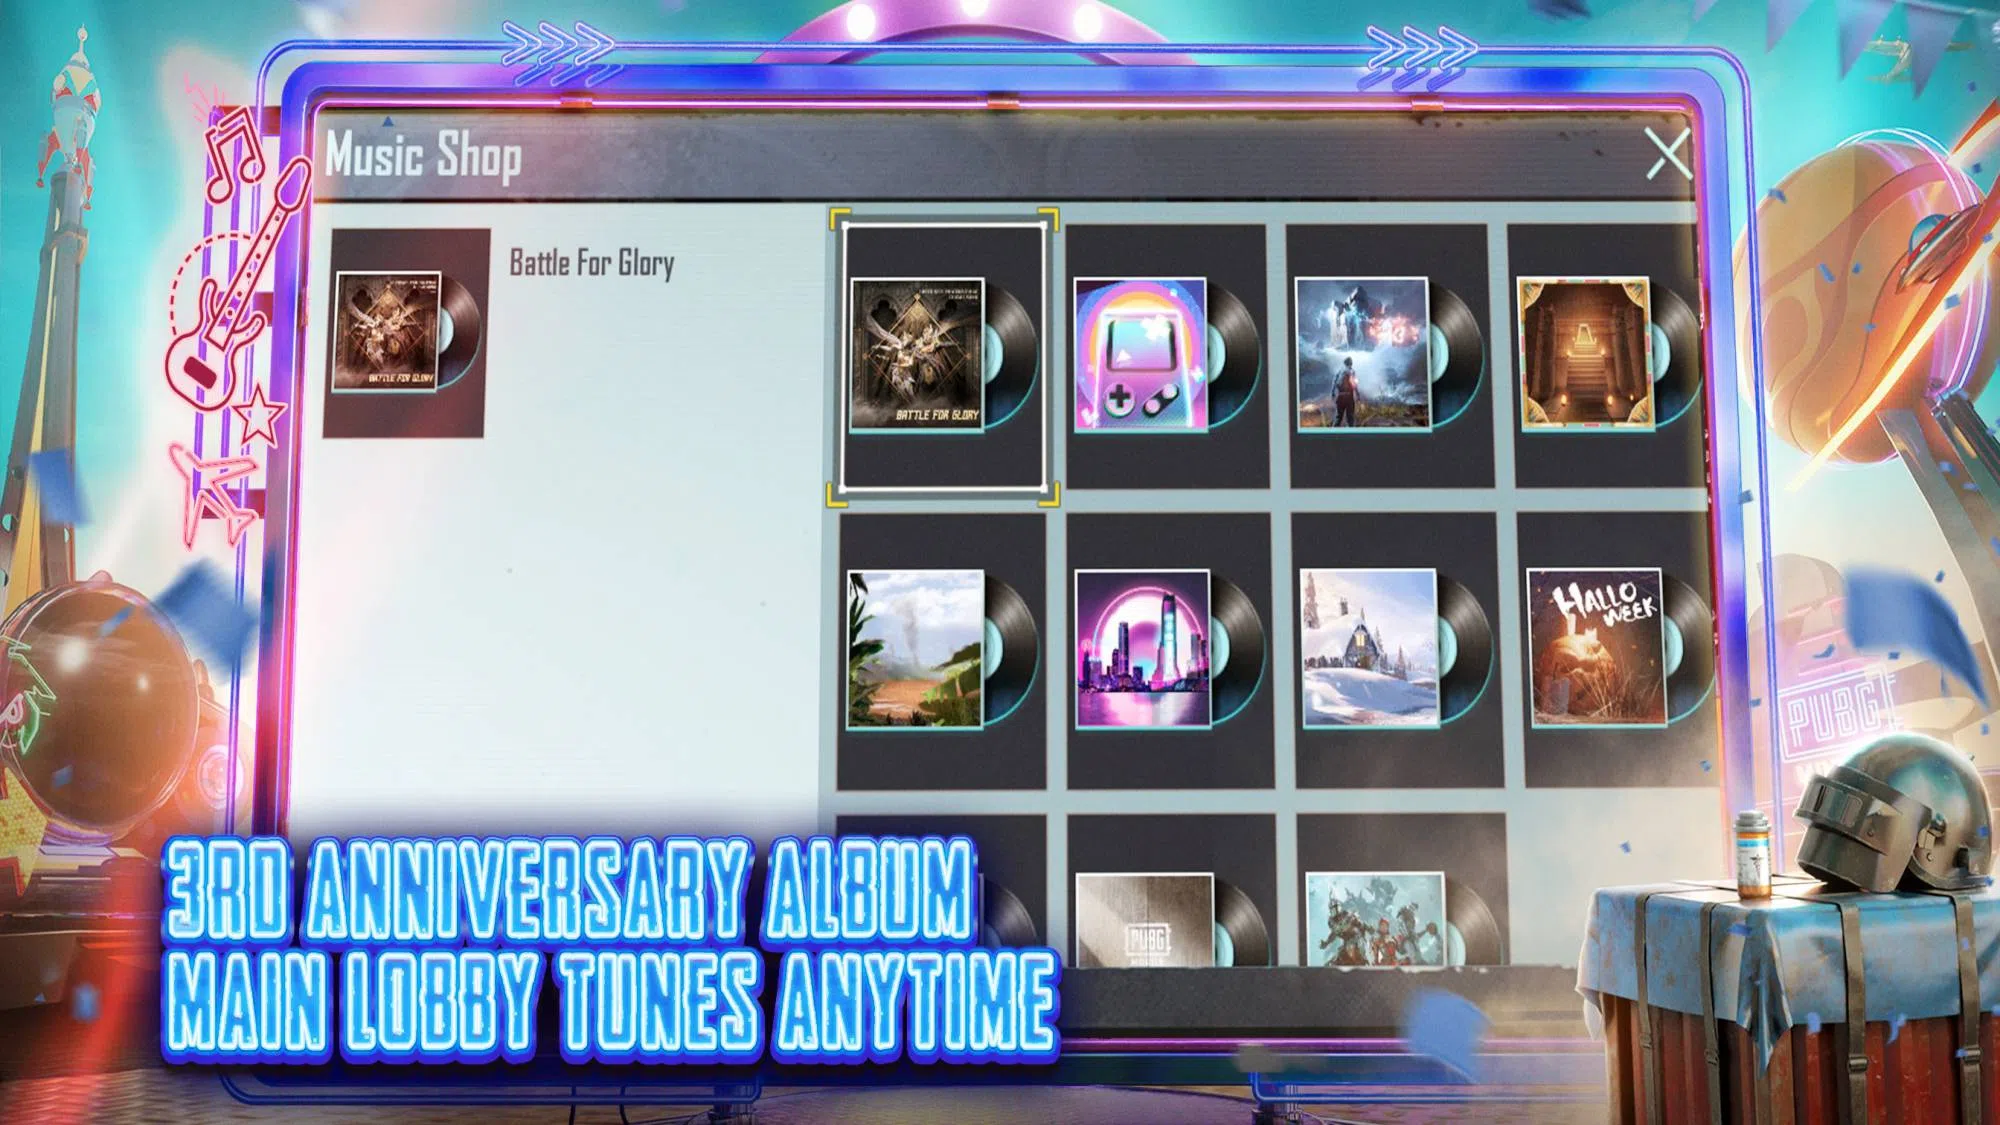 Music Shop
Battle For Glory
BATTLE FOR GLORY
BATTLE FOR GLORY
HALLO
WEEK
PUBG
PUBG
3RD ANNIVERSARY ALBUM
MAIN LOBBY TUNES ANYTIME